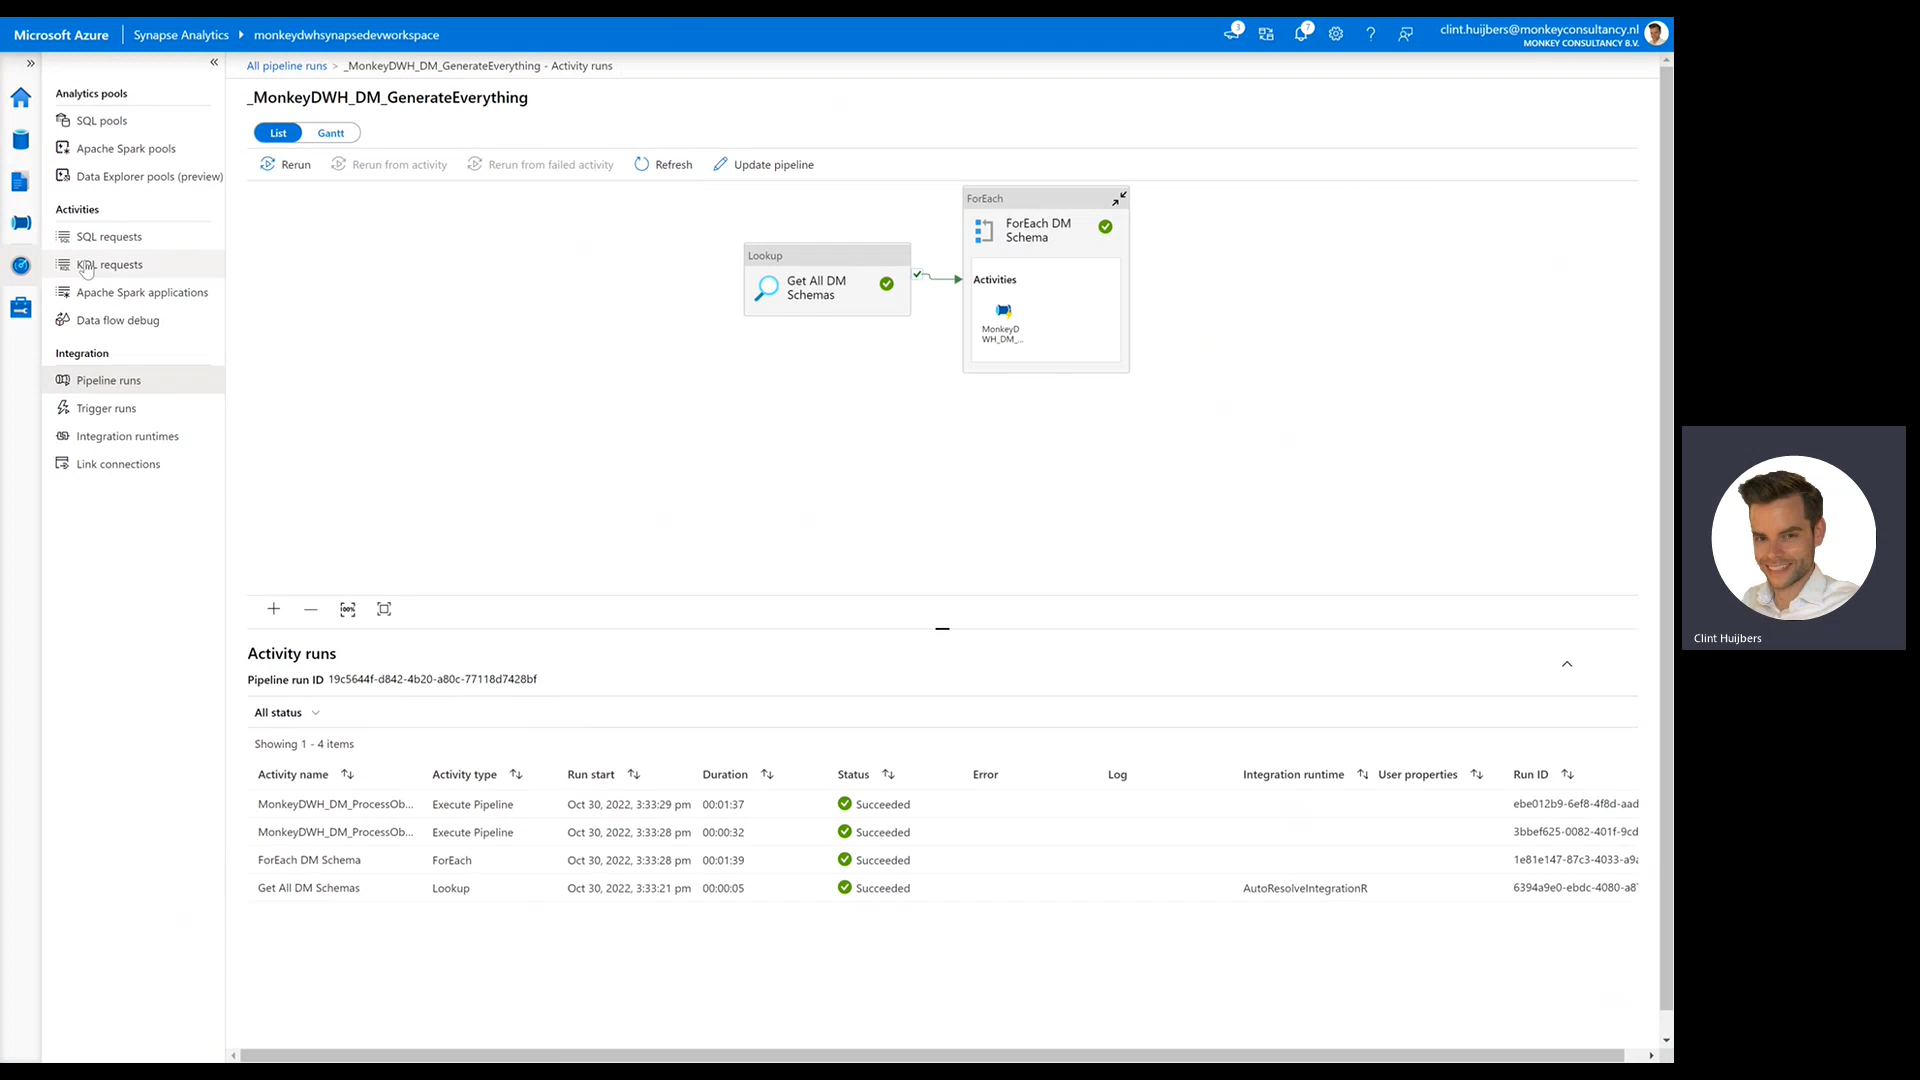 Microsoft Azure
Synapse Analytics
monkeydwhsynapsedevworkspace
3
7
clint.huijbers@monkeyconsultancy.nl
MONKEY CONSULTANCY B.V.
Analytics pools
SQL pools
Apache Spark pools
Data Explorer pools (preview)
Activities
SQL requests
KQL requests
Apache Spark applications
Data flow debug
Integration
Pipeline runs
Trigger runs
Integration runtimes
Link connections
All pipeline runs > _MonkeyDWH_DM_GenerateEverything - Activity runs
_MonkeyDWH_DM_GenerateEverything
List Gantt
Rerun Rerun from activity Rerun from failed activity Refresh Update pipeline
Lookup
Get All DM
Schemas
ForEach
ForEach DM
Schema
Activities
MonkeyD
WH_DM_...
Activity runs
Pipeline run ID 19c5644f-d842-4b20-a80c-77118d7428bf
All status
Showing 1 - 4 items
Activity name Activity type Run start Duration Status Error Log Integration runtime User properties Run ID
MonkeyDWH_DM_ProcessOb... Execute Pipeline Oct 30, 2022, 3:33:29 pm 00:01:37 Succeeded ebe012b9-6ef8-4f8d-aad
MonkeyDWH_DM_ProcessOb... Execute Pipeline Oct 30, 2022, 3:33:28 pm 00:00:32 Succeeded 3bbef625-0082-401f-9cd
ForEach DM Schema ForEach Oct 30, 2022, 3:33:28 pm 00:01:39 Succeeded 1e81e147-87c3-4033-a9a
Get All DM Schemas Lookup Oct 30, 2022, 3:33:21 pm 00:00:05 Succeeded AutoResolveIntegrationR 6394a9e0-ebdc-4080-a8
Clint Huijbers